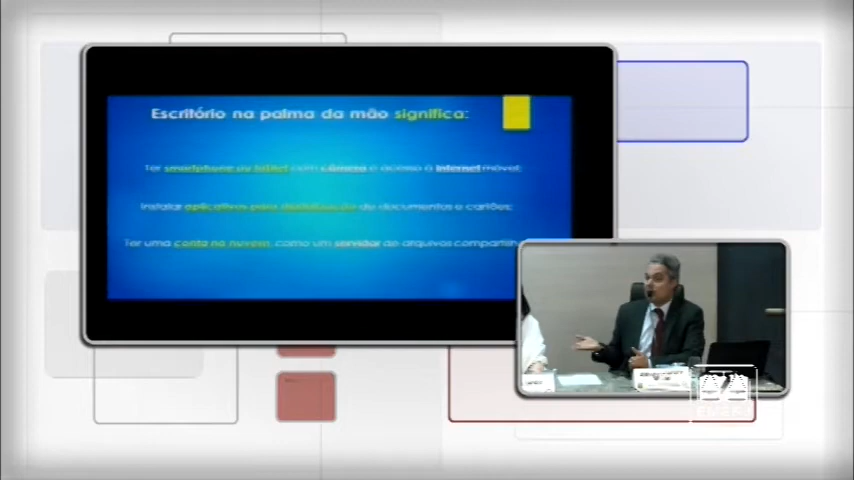 Escritório na palma da mão significa:
Ter smartphone ou tablet com câmera e acesso à internet móvel;
Instalar aplicativos para digitalização de documentos e cartões;
Ter uma conta na nuvem, como um servidor de arquivos compartilh